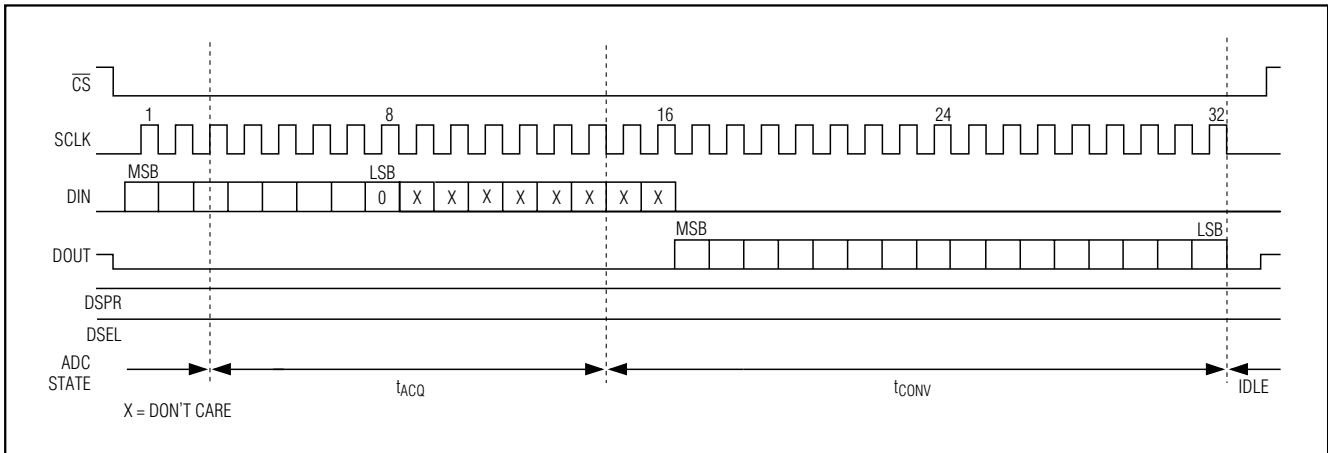 CS
1 8 16 24 32
SCLK
MSB LSB
DIN 0 X X X X X X X X
MSB LSB
DOUT
DSPR
DSEL
ADC
STATE
tACQ tCONV IDLE
X = DON'T CARE